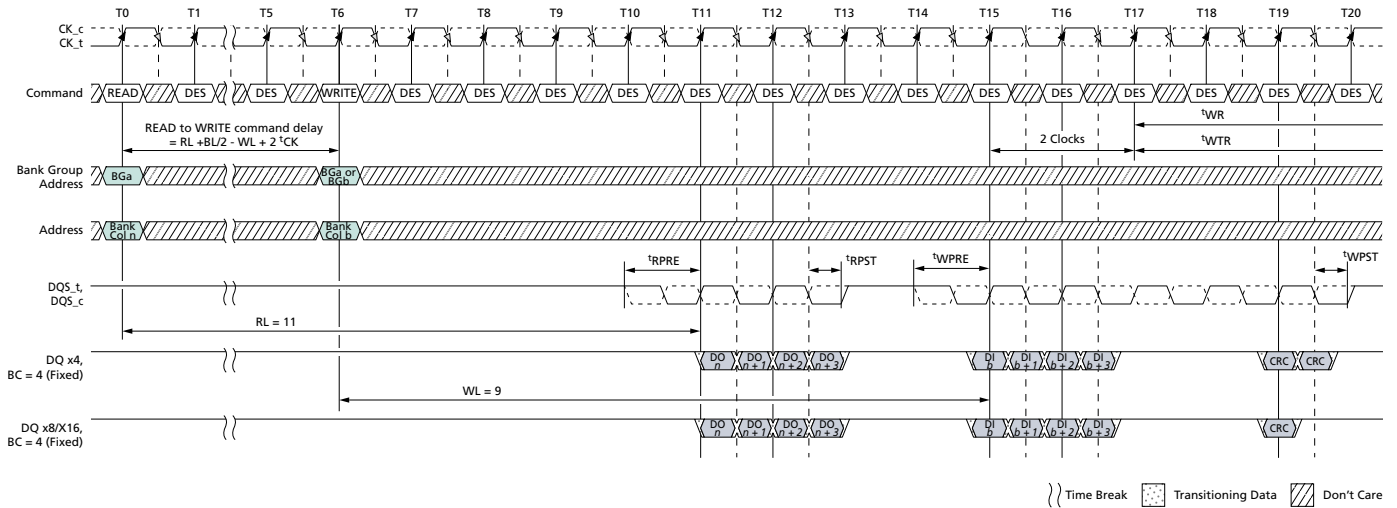 T0 T1 T5 T6 T7 T8 T9 T10 T11 T12 T13 T14 T15 T16 T17 T18 T19 T20
CK_c
CK_t
Command READ DES DES WRITE DES DES DES DES DES DES DES DES DES DES DES DES DES DES
tWR
READ to WRITE command delay
= RL +BL/2 - WL + 2 tCK
2 Clocks
tWTR
Bank Group
Address
BGa
BGa or
BGb
Address
Bank
Col n
Bank
Col b
tRPRE tRPST tWPRE tWPST
DQS_t,
DQS_c
RL = 11
DQ x4,
BC = 4 (Fixed)
DO
n
DO
n + 1
DO
n + 2
DO
n + 3
DI
b
DI
b + 1
DI
b + 2
DI
b + 3
CRC CRC
WL = 9
DQ x8/X16,
BC = 4 (Fixed)
DO
n
DO
n + 1
DO
n + 2
DO
n + 3
DI
b
DI
b + 1
DI
b + 2
DI
b + 3
CRC
Time Break Transitioning Data Don't Care